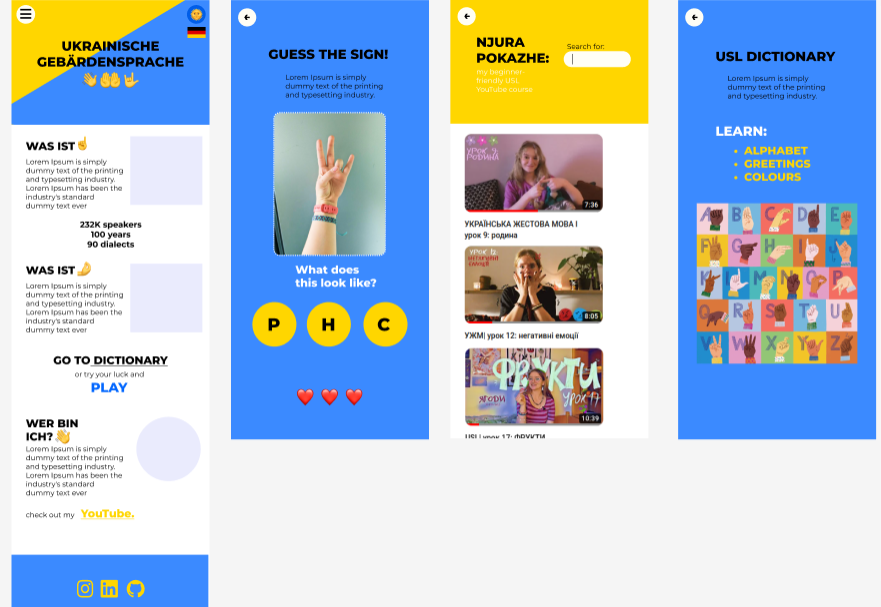 UKRAINISCHE
GEBÄRDENSPRACHE
WAS IST
Lorem Ipsum is simply
dummy text of the printing
and typesetting industry.
Lorem Ipsum has been the
industry's standard
dummy text ever
232K speakers
100 years
90 dialects
WAS IST
Lorem Ipsum is simply
dummy text of the printing
and typesetting industry.
Lorem Ipsum has been the
industry's standard
dummy text ever
GO TO DICTIONARY
or try your luck and
PLAY
WER BIN
ICH?
Lorem Ipsum is simply
dummy text of the printing
and typesetting industry.
Lorem Ipsum has been the
industry's standard
dummy text ever
check out my YouTube.
GUESS THE SIGN!
Lorem Ipsum is simply
dummy text of the printing
and typesetting industry.
What does
this look like?
P H C
NJURA
POKAZHE:
my beginner-
friendly USL
YouTube course
Search for:
УРОК 9:
РОДИНА
7:36
УКРАЇНСЬКА ЖЕСТОВА МОВА I
урок 9: родина
УРОК 12:
НЕГАТИВНІ
ЕМОЦІЇ
8:05
УЖМ| урок 12: негативні емоції
ФРУКТИ
ЯГОДИ
УРОК 17
10:39
USL| урок 17: ФРУКТИ
USL DICTIONARY
Lorem Ipsum is simply
dummy text of the printing
and typesetting industry.
LEARN:
• ALPHABET
• GREETINGS
• COLOURS
A B C D E
F G H I J
K L M N O P
Q R S T U
V W X Y Z